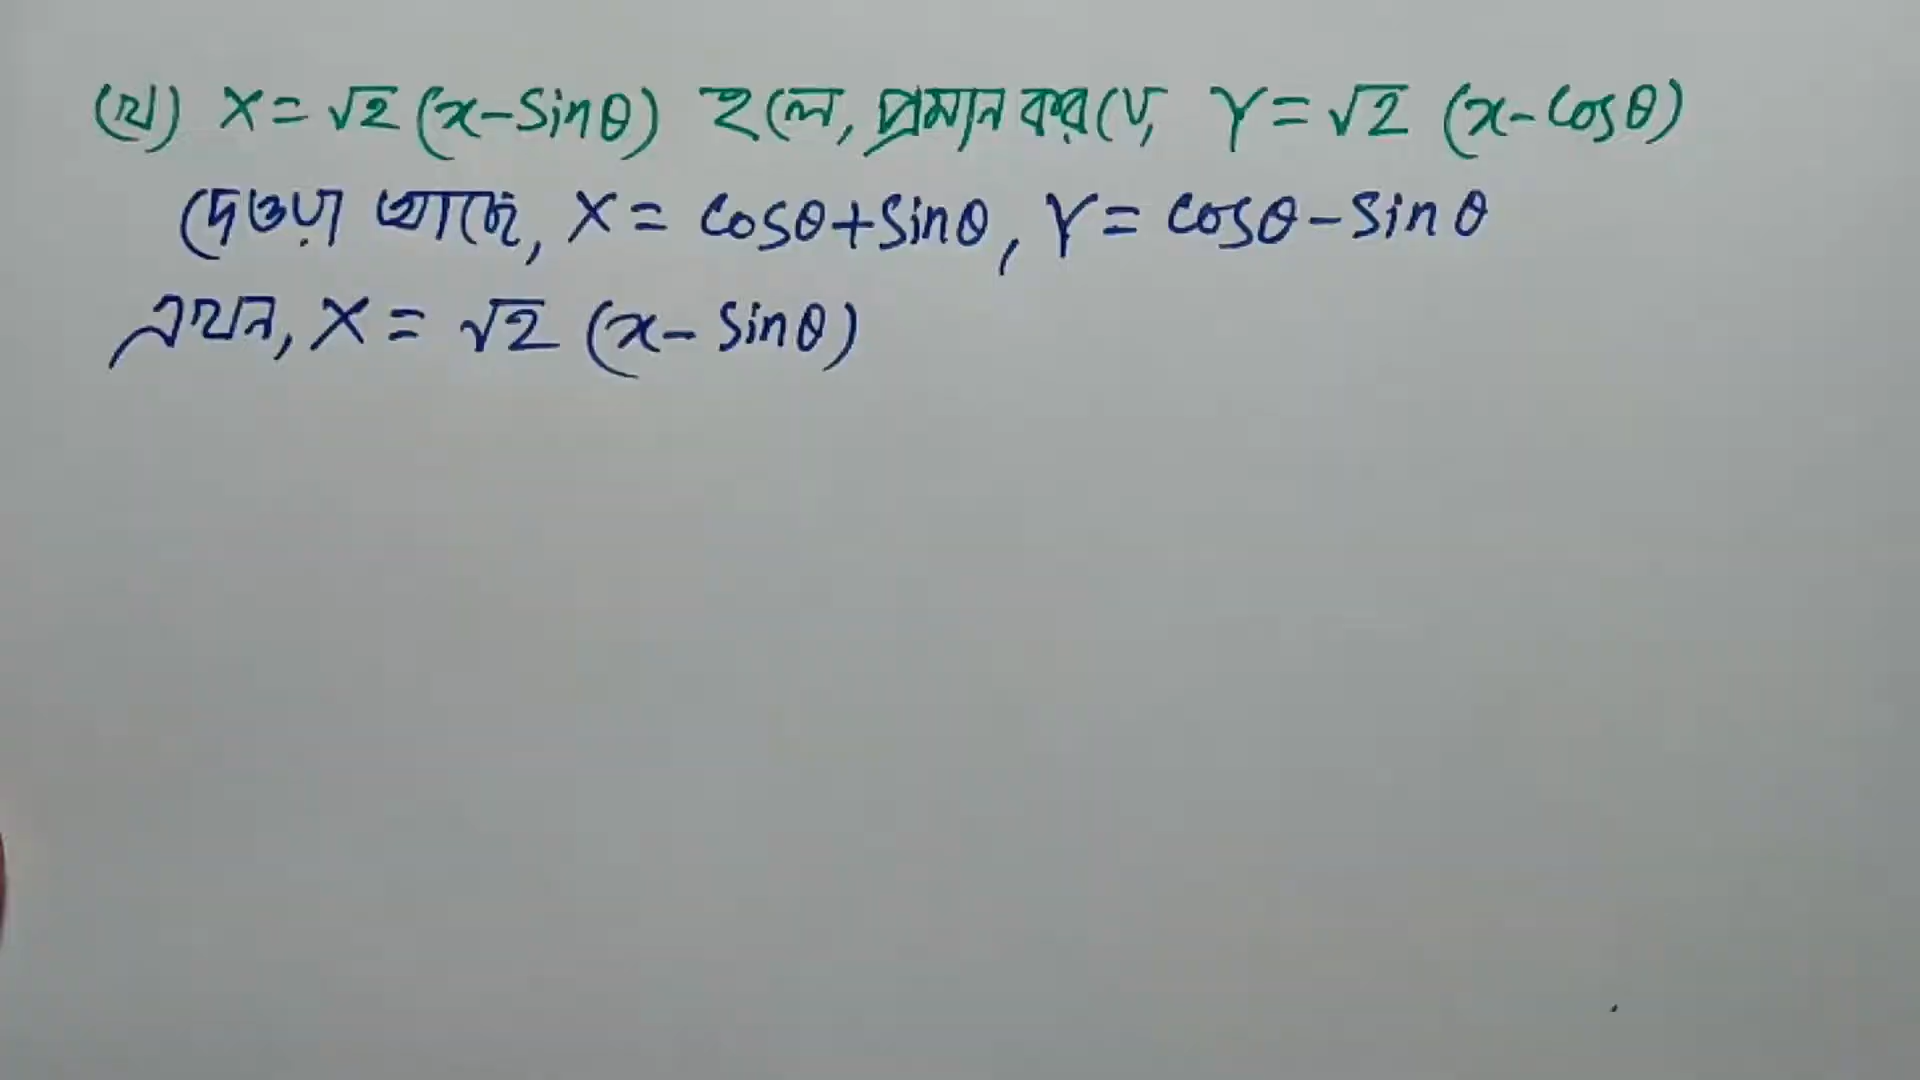 (খ) X = √2 (x-Sinθ) হলে, প্রমান কর যে, Y = √2 (x-Cosθ)
দেওয়া আছে, X = Cosθ+Sinθ, Y = Cosθ-Sinθ
এখন, X = √2 (x- Sinθ)